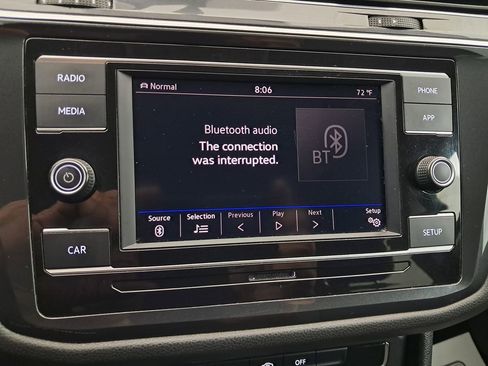 RADIO
MEDIA
CAR
Normal 8:06 72 °F
Bluetooth audio
The connection
was interrupted.
BT
Source Selection Previous Play Next Setup
PHONE
APP
SETUP
OFF